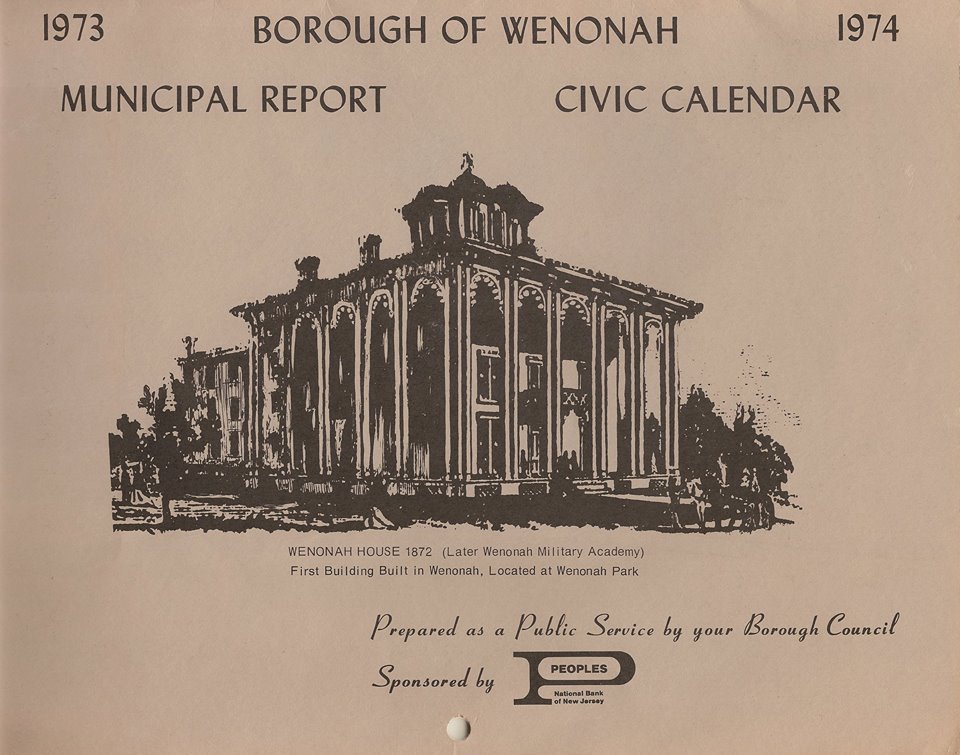 1973 BOROUGH OF WENONAH 1974
MUNICIPAL REPORT CIVIC CALENDAR
WENONAH HOUSE 1872 (Later Wenonah Military Academy)
First Building Built in Wenonah, Located at Wenonah Park
Prepared as a Public Service by your Borough Council
Sponsored by
PEOPLES
National Bank
of New Jersey